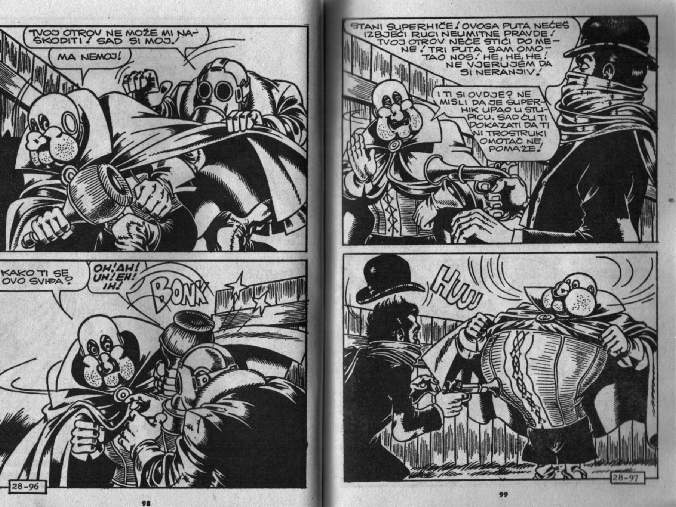 TVOJ OTROV NE MOŽE MI NA-
ŠKODITI! SAD SI MOJ!
MA NEMOJ!
KAKO TI SE
OVO SVIĐA?
OH! AH!
UH! EH!
IH!
BONK
28-96
98
STANI SUPERHIČE! OVOGA PUTA NEĆEŠ
IZBJEĆI RUCI NEUMITNE PRAVDE!
TVOJ OTROV NEĆE STIĆI DO ME-
NE! TRI PUTA SAM OMO-
TAO NOS! HE, HE, HE!
NE VJERUJEM DA
SI NERANJIV!
I TI SI OVDJE? NE
MISLI DA JE SUPER-
HIK UPAO U STU-
PICU. SAD ĆU TI
POKAZATI DA TI
NI TROSTRUKI
OMOTAČ NE
POMAŽE!
HUJJ
28-97
99